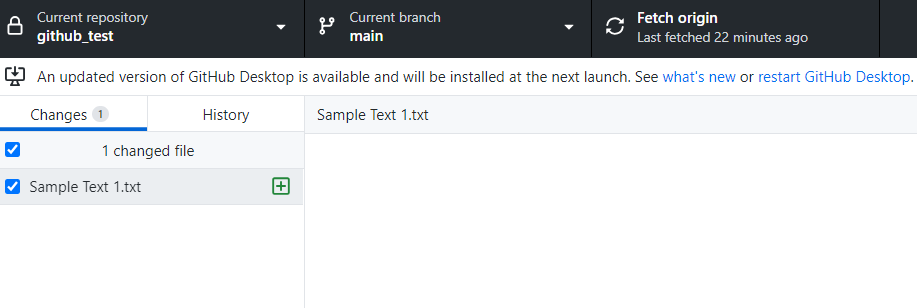 Current repository
github_test
Current branch
main
Fetch origin
Last fetched 22 minutes ago
An updated version of GitHub Desktop is available and will be installed at the next launch. See what's new or restart GitHub Desktop.
Changes 1
History
Sample Text 1.txt
1 changed file
Sample Text 1.txt